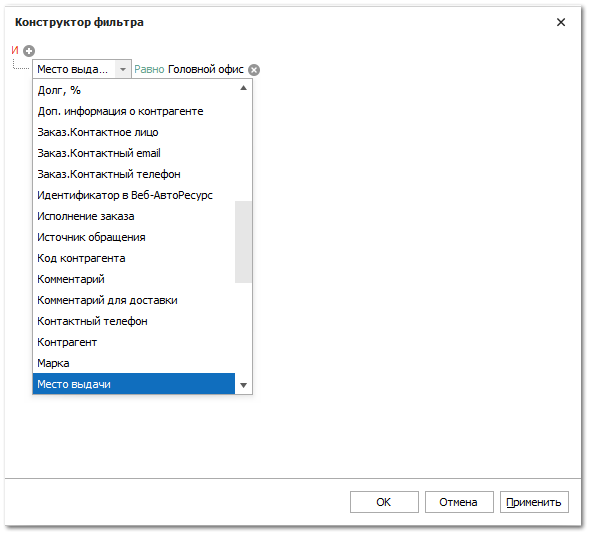 Конструктор фильтра
И
Место выда... Равно Головной офис
Долг, %
Доп. информация о контрагенте
Заказ.Контактное лицо
Заказ.Контактный email
Заказ.Контактный телефон
Идентификатор в Веб-АвтоРесурс
Исполнение заказа
Источник обращения
Код контрагента
Комментарий
Комментарий для доставки
Контактный телефон
Контрагент
Марка
Место выдачи
ОК Отмена Применить